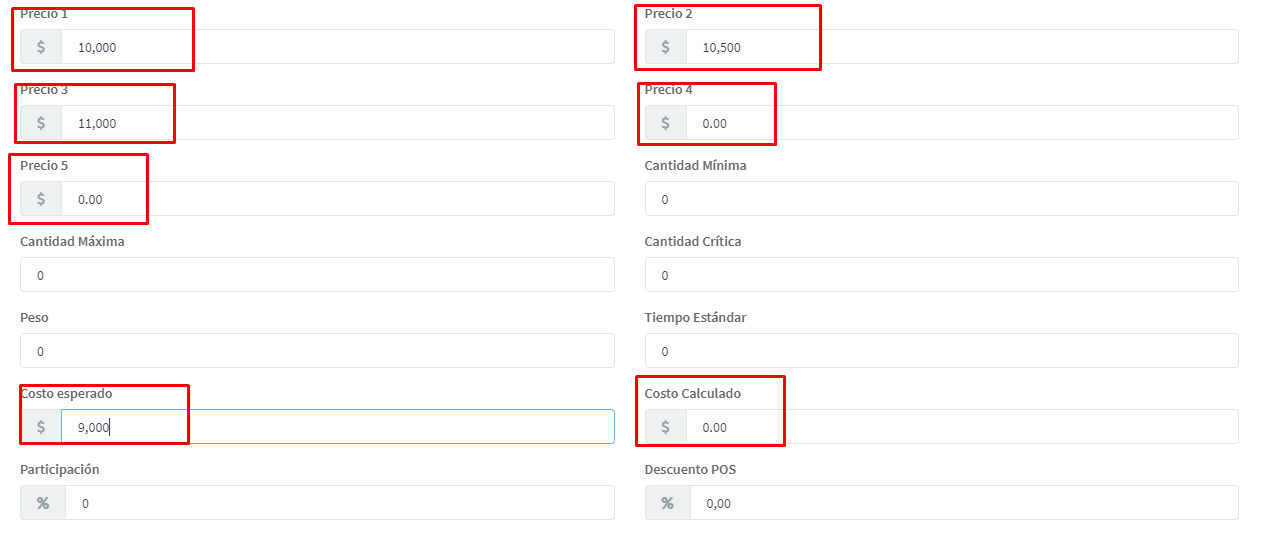 Precio 1
Precio 2
$ 10,000
$ 10,500
Precio 3
Precio 4
$ 11,000
$ 0.00
Precio 5
Cantidad Mínima
$ 0.00
0
Cantidad Máxima
Cantidad Crítica
0
0
Peso
Tiempo Estándar
0
0
Costo esperado
Costo Calculado
$ 9,000
$ 0.00
Participación
Descuento POS
% 0
% 0,00